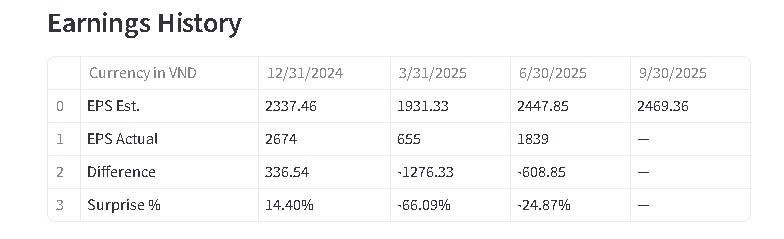 Earnings History
Currency in VND 12/31/2024 3/31/2025 6/30/2025 9/30/2025
0 EPS Est. 2337.46 1931.33 2447.85 2469.36
1 EPS Actual 2674 655 1839 —
2 Difference 336.54 -1276.33 -608.85 —
3 Surprise % 14.40% -66.09% -24.87% —